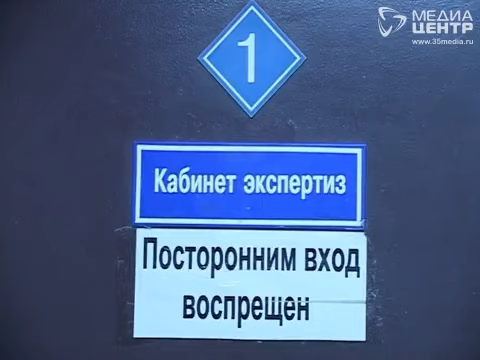 МЕДИА
ЦЕНТР
www.35media.ru
1
Кабинет экспертиз
Посторонним вход
воспрещен